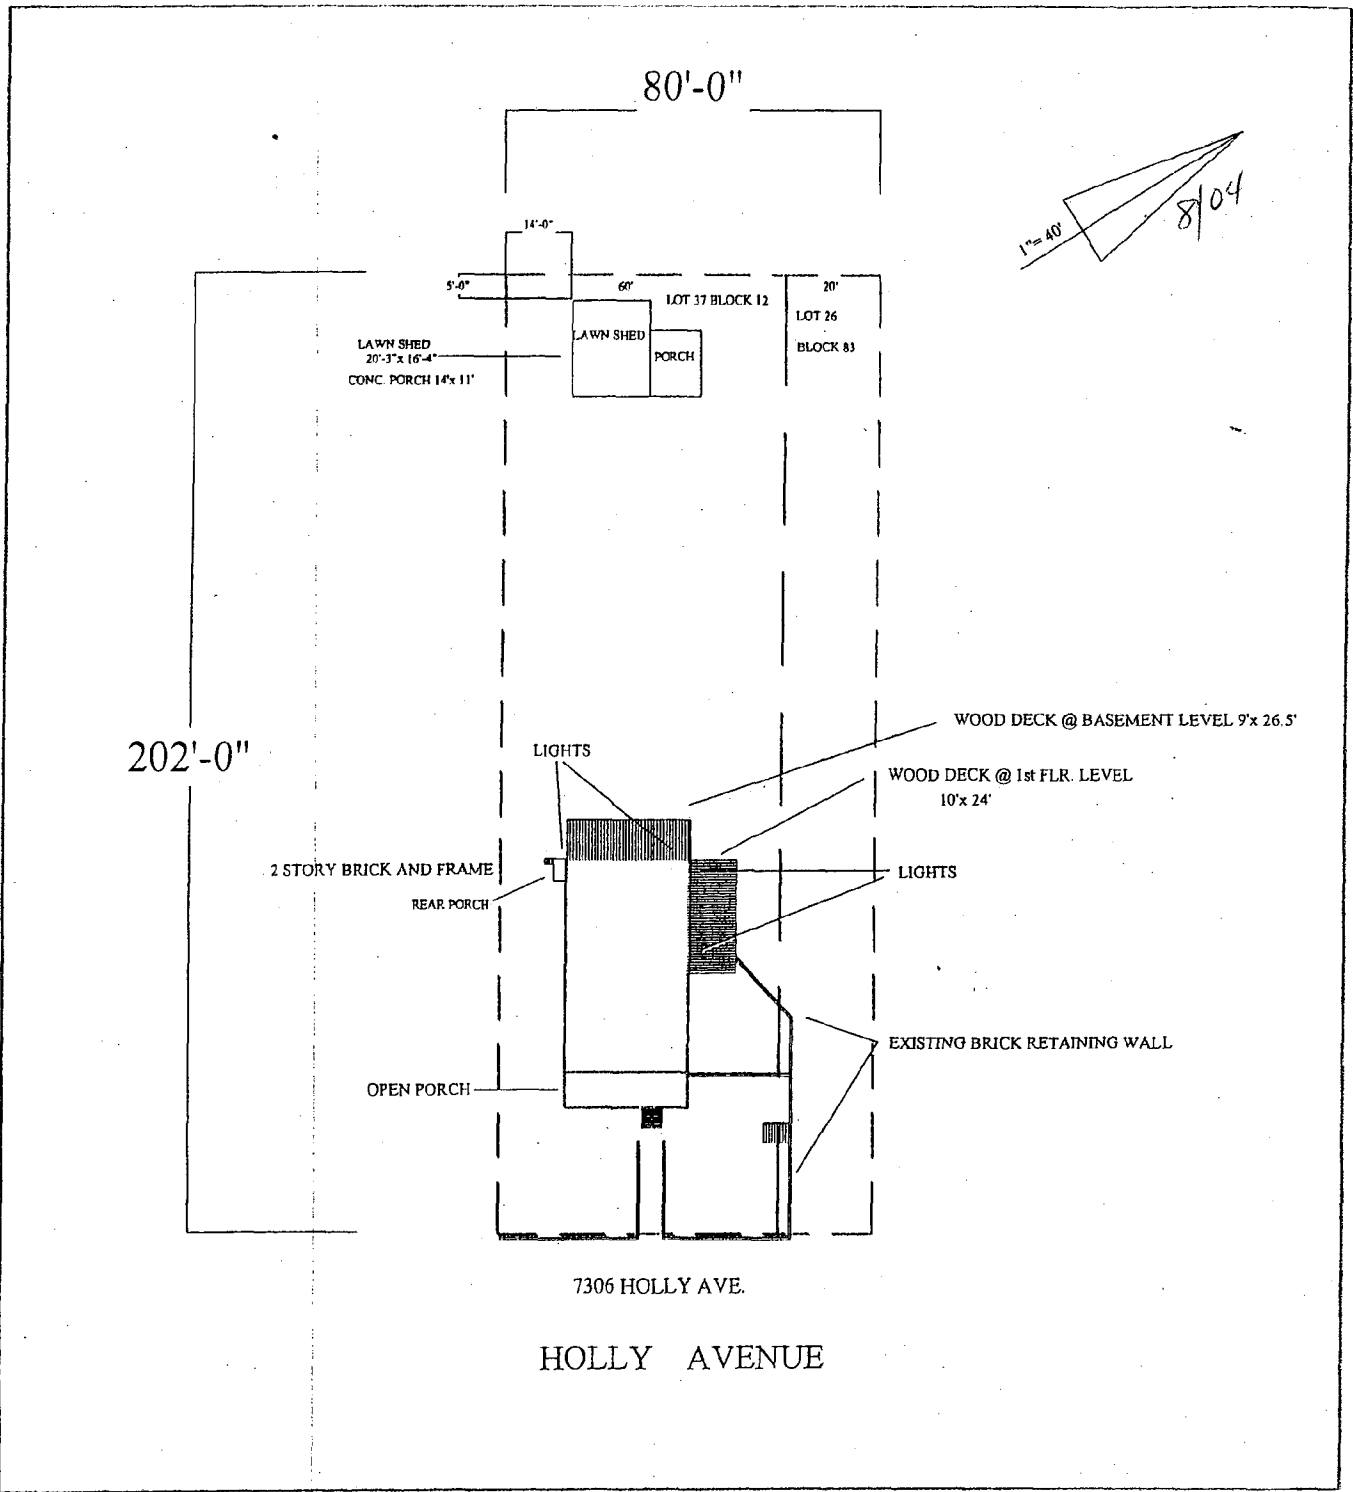 80'-0"
8/04
1"= 40'
14'-0"
5'-0"
60'
20'
LOT 37 BLOCK 12
LOT 26
BLOCK 83
LAWN SHED
PORCH
LAWN SHED
20'-3"x 16'-4"
CONC. PORCH 14'x 11'
202'-0"
WOOD DECK @ BASEMENT LEVEL 9'x 26.5'
LIGHTS
WOOD DECK @ 1st FLR. LEVEL
10'x 24'
2 STORY BRICK AND FRAME
LIGHTS
REAR PORCH
EXISTING BRICK RETAINING WALL
OPEN PORCH
7306 HOLLY AVE.
HOLLY AVENUE